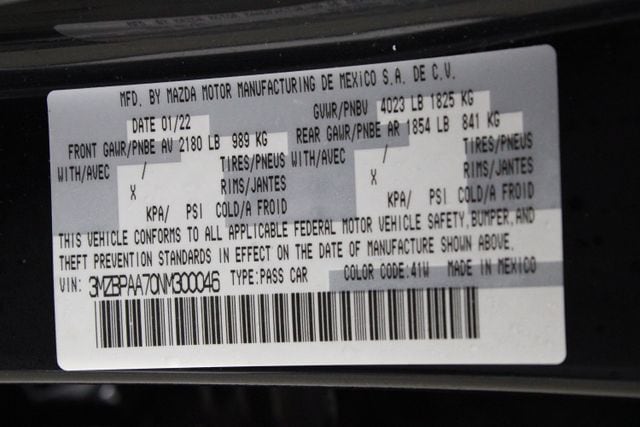 MFD. BY MAZDA MOTOR MANUFACTURING DE MEXICO S.A. DE C.V.
DATE 01/22 GVWR/PNBV 4023 LB 1825 KG
FRONT GAWR/PNBE AV 2180 LB 989 KG REAR GAWR/PNBE AR 1854 LB 841 KG
WITH/AVEC / TIRES/PNEUS WITH/AVEC / TIRES/PNEUS
X RIMS/JANTES X RIMS/JANTES
KPA/ PSI COLD/A FROID KPA/ PSI COLD/A FROID
THIS VEHICLE CONFORMS TO ALL APPLICABLE FEDERAL MOTOR VEHICLE SAFETY, BUMPER, AND
THEFT PREVENTION STANDARDS IN EFFECT ON THE DATE OF MANUFACTURE SHOWN ABOVE.
VIN: 3MZBPAA70NM300046 TYPE:PASS CAR COLOR CODE:41W MADE IN MEXICO